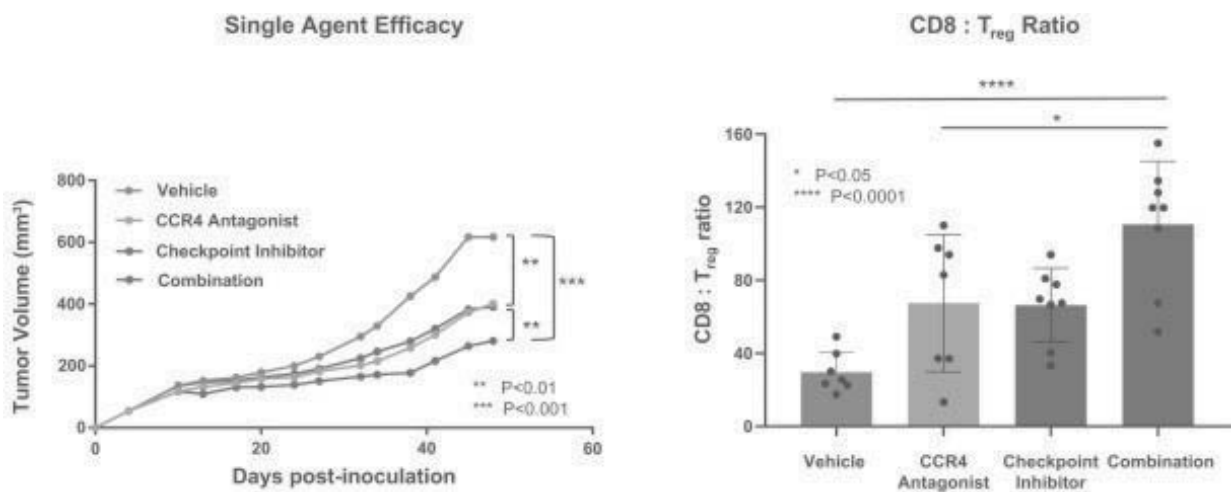 Single Agent Efficacy
800
600
400
200
0
Tumor Volume (mm³)
Vehicle
CCR4 Antagonist
Checkpoint Inhibitor
Combination
**
***
**
** P<0.01
*** P<0.001
0 20 40 60
Days post-inoculation
CD8 : Treg Ratio
****
*
160
120
80
40
0
CD8 : Treg ratio
* P<0.05
**** P<0.0001
Vehicle CCR4 Checkpoint Combination
Antagonist Inhibitor